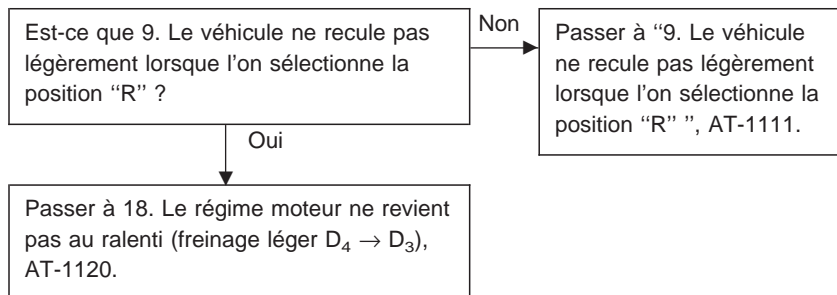 Est-ce que 9. Le véhicule ne recule pas
légèrement lorsque l'on sélectionne la
position ‘‘R’’ ?
Non
Passer à ‘‘9. Le véhicule
ne recule pas légèrement
lorsque l'on sélectionne la
position ‘‘R’’ ’’, AT-1111.
Oui
Passer à 18. Le régime moteur ne revient
pas au ralenti (freinage léger D₄ → D₃),
AT-1120.